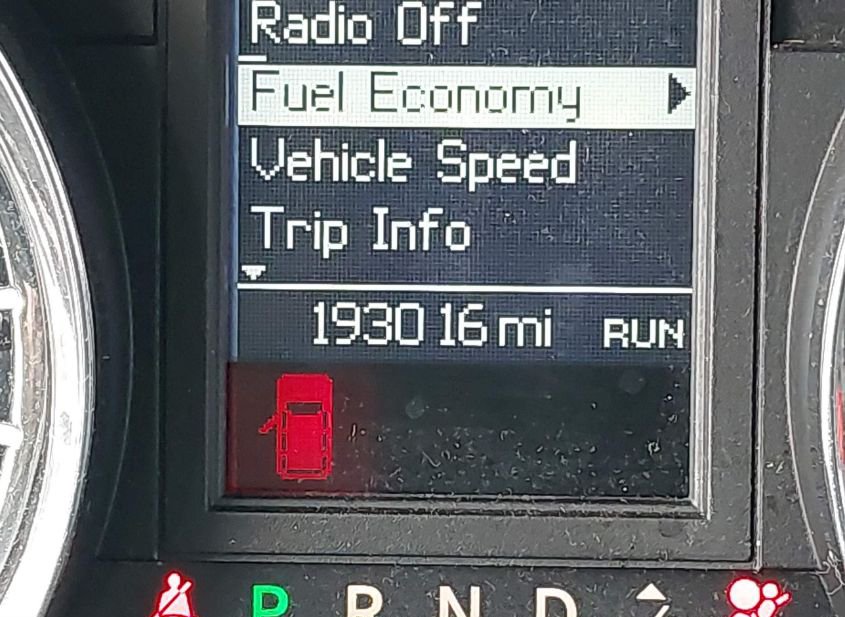 Radio Off
Fuel Economy
Vehicle Speed
Trip Info
193016 mi RUN
P R N D